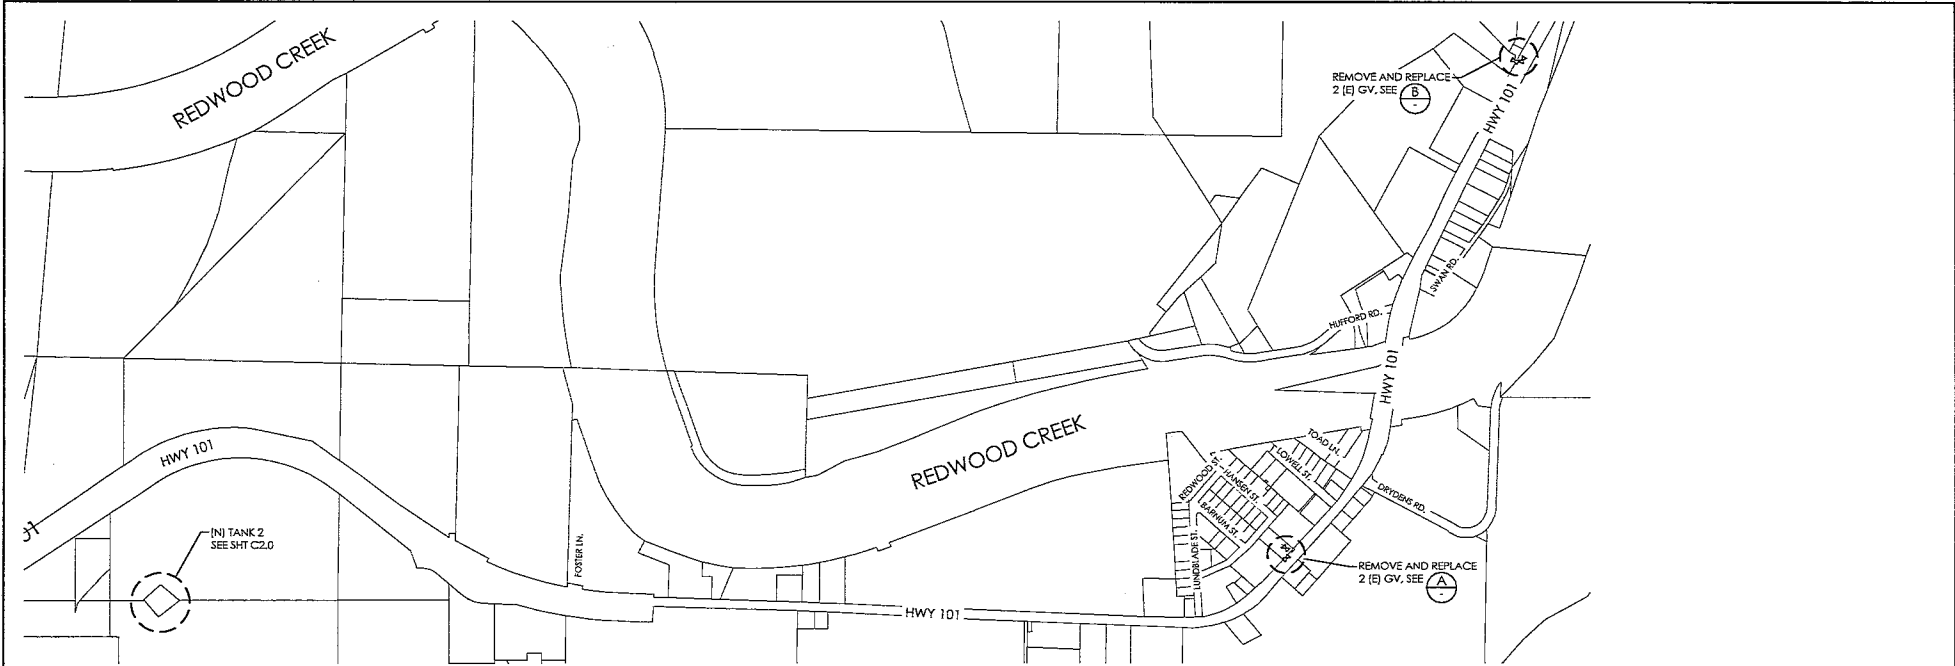 REDWOOD CREEK
REMOVE AND REPLACE
2 (E) GV, SEE
B
-
HWY 101
SWAN RD.
HUFFORD RD.
HWY 101
REDWOOD CREEK
TOAD LN.
LOWELL ST.
HANSEN ST.
REDWOOD ST.
BARNUM ST.
DRYDENS RD.
LUNDBLADE ST.
HWY 101
01
(N) TANK 2
SEE SHT C2.0
FOSTER LN.
REMOVE AND REPLACE
2 (E) GV, SEE
A
-
HWY 101